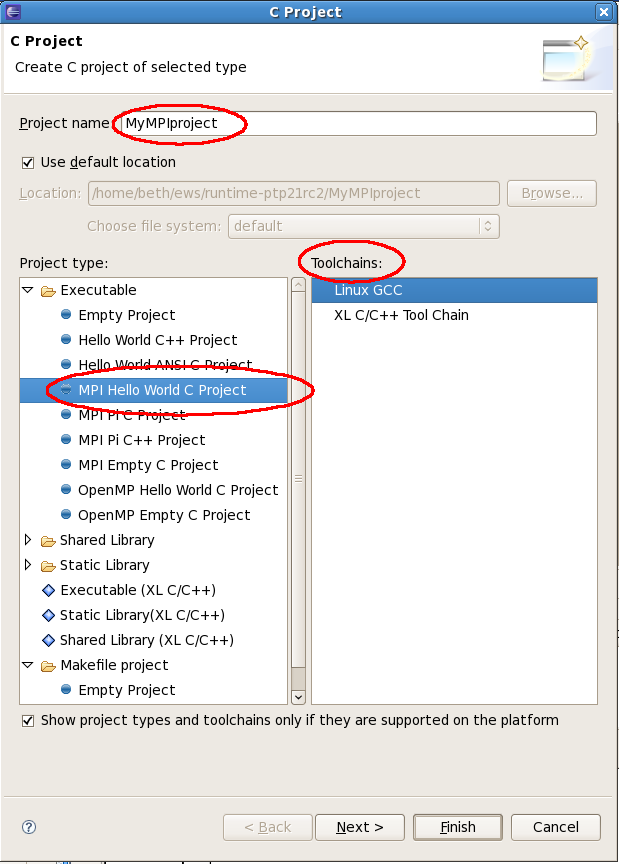 C Project
C Project
Create C project of selected type
Project name:
MyMPIproject
Use default location
Location:
/home/beth/ews/runtime-ptp21rc2/MyMPIproject
Browse...
Choose file system:
default
Project type:
Toolchains:
Executable
Empty Project
Hello World C++ Project
Hello World ANSI C Project
MPI Hello World C Project
MPI Pi C Project
MPI Pi C++ Project
MPI Empty C Project
OpenMP Hello World C Project
OpenMP Empty C Project
Shared Library
Static Library
Executable (XL C/C++)
Static Library(XL C/C++)
Shared Library (XL C/C++)
Makefile project
Empty Project
Linux GCC
XL C/C++ Tool Chain
Show project types and toolchains only if they are supported on the platform
< Back
Next >
Finish
Cancel